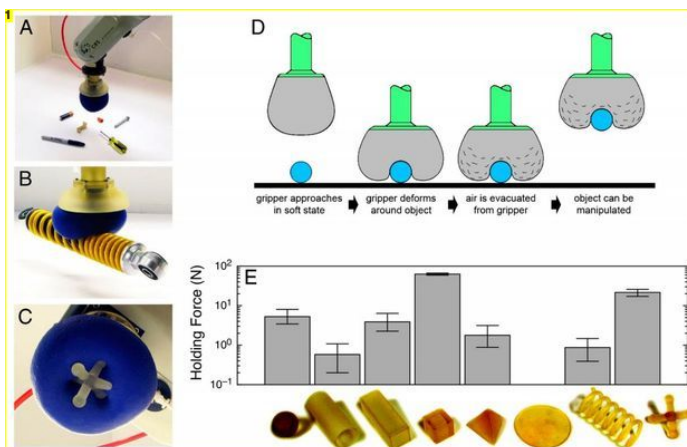 1
A
B
C
D
gripper approaches
in soft state
gripper deforms
around object
air is evacuated
from gripper
object can be
manipulated
E
Holding Force (N)
10²
10¹
10⁰
10⁻¹